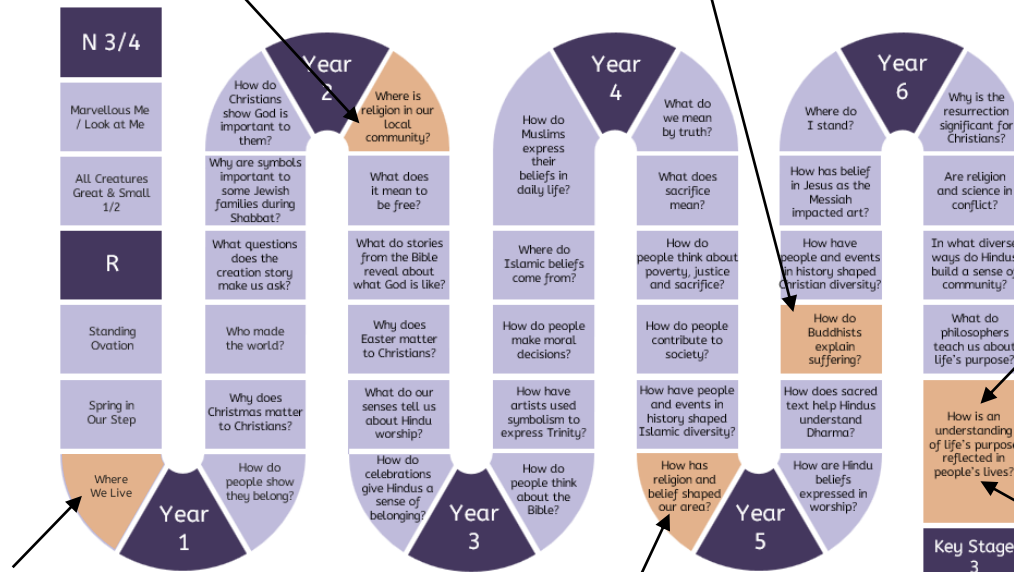 N 3/4
Marvellous Me
/ Look at Me
All Creatures
Great & Small
1/2
R
Standing
Ovation
Spring in
Our Step
Where
We Live
Year
1
How do
people show
they belong?
Why does
Christmas matter
to Christians?
Who made
the world?
What questions
does the
creation story
make us ask?
Why are symbols
important to
some Jewish
families during
Shabbat?
How do
Christians
show God is
important to
them?
Year
2
Where is
religion in our
local
community?
What does
it mean to
be free?
What do stories
from the Bible
reveal about
what God is like?
Why does
Easter matter
to Christians?
What do our
senses tell us
about Hindu
worship?
How do
celebrations
give Hindus a
sense of
belonging?
Year
3
How do
people think
about the
Bible?
How have
artists used
symbolism to
express Trinity?
How do people
make moral
decisions?
Where do
Islamic beliefs
come from?
How do
Muslims
express
their
beliefs in
daily life?
Year
4
What do
we mean
by truth?
What does
sacrifice
mean?
How do
people think about
poverty, justice
and sacrifice?
How do people
contribute to
society?
How have people
and events in
history shaped
Islamic diversity?
How has
religion and
belief shaped
our area?
Year
5
How are Hindu
beliefs
expressed in
worship?
How does sacred
text help Hindus
understand
Dharma?
How do
Buddhists
explain
suffering?
How have
people and events
in history shaped
Christian diversity?
How has belief
in Jesus as the
Messiah
impacted art?
Where do
I stand?
Year
6
Why is the
resurrection
significant for
Christians?
Are religion
and science in
conflict?
In what diverse
ways do Hindus
build a sense of
community?
What do
philosophers
teach us about
life's purpose?
How is an
understanding
of life's purpose
reflected in
people's lives?
Key Stage
3